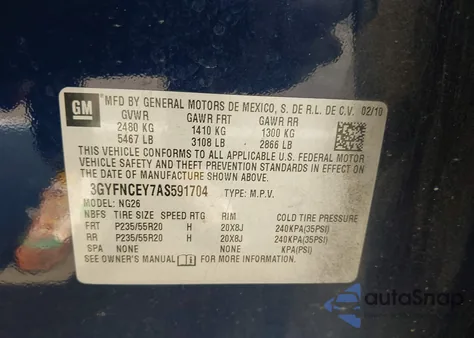 GM
MFD BY GENERAL MOTORS DE MEXICO, S. DE R.L. DE C.V. 02/10
GVWR GAWR FRT GAWR RR
2480 KG 1410 KG 1300 KG
5467 LB 3108 LB 2866 LB
THIS VEHICLE CONFORMS TO ALL APPLICABLE U.S. FEDERAL MOTOR
VEHICLE SAFETY AND THEFT PREVENTION STANDARDS IN EFFECT ON
THE DATE OF MANUFACTURE SHOWN ABOVE.
3GYFNCEY7AS591704 TYPE: M.P.V.
MODEL: NG26
NBFS TIRE SIZE SPEED RTG RIM COLD TIRE PRESSURE
FRT P235/55R20 H 20X8J 240KPA(35PSI)
RR P235/55R20 H 20X8J 240KPA(35PSI)
SPA NONE NONE KPA(PSI)
SEE OWNER'S MANUAL FOR MORE INFORMATION.
autoSnap